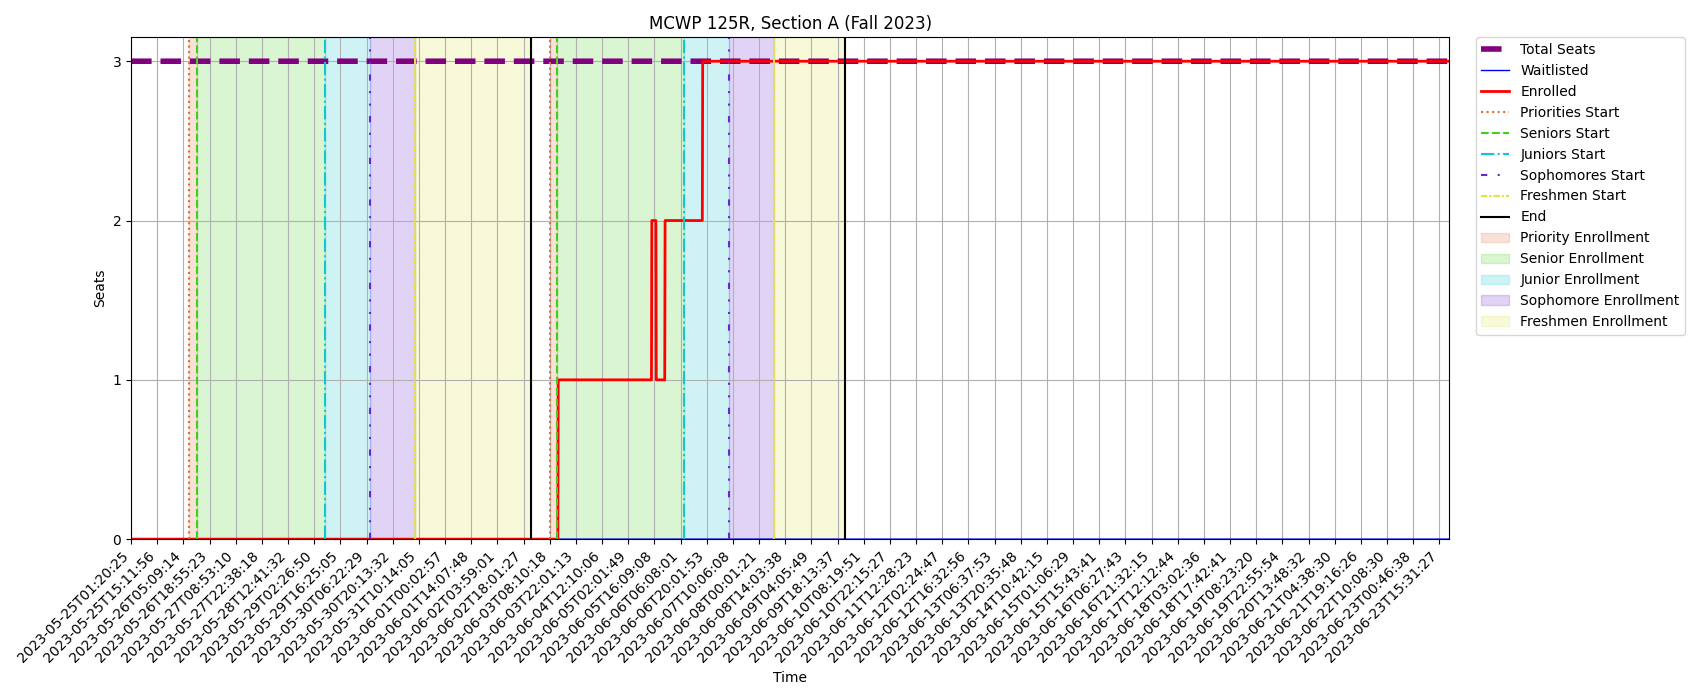 MCWP 125R, Section A (Fall 2023)
Seats
3
2
1
0
2023-05-25T01:20:25
2023-05-25T15:11:56
2023-05-26T05:09:14
2023-05-26T18:55:23
2023-05-27T08:53:10
2023-05-27T22:38:18
2023-05-28T12:41:32
2023-05-29T02:26:50
2023-05-29T16:25:05
2023-05-30T06:22:29
2023-05-30T20:13:32
2023-05-31T10:14:05
2023-06-01T00:02:57
2023-06-01T14:07:48
2023-06-02T03:59:01
2023-06-02T18:01:27
2023-06-03T08:10:18
2023-06-03T22:01:13
2023-06-04T12:10:06
2023-06-05T02:01:49
2023-06-05T16:09:08
2023-06-06T06:08:01
2023-06-06T20:01:53
2023-06-07T10:06:08
2023-06-08T00:01:21
2023-06-08T14:03:38
2023-06-09T04:05:49
2023-06-09T18:13:37
2023-06-10T08:19:51
2023-06-10T22:15:27
2023-06-11T12:28:23
2023-06-12T02:24:47
2023-06-12T16:32:56
2023-06-13T06:37:53
2023-06-13T20:35:48
2023-06-14T10:42:15
2023-06-15T01:06:29
2023-06-15T15:43:41
2023-06-16T06:27:43
2023-06-16T21:32:15
2023-06-17T12:12:44
2023-06-18T03:02:36
2023-06-18T17:42:41
2023-06-19T08:23:20
2023-06-19T22:55:54
2023-06-20T13:48:32
2023-06-21T04:38:30
2023-06-21T19:16:26
2023-06-22T10:08:30
2023-06-23T00:46:38
2023-06-23T15:31:27
Time
Total Seats
Waitlisted
Enrolled
Priorities Start
Seniors Start
Juniors Start
Sophomores Start
Freshmen Start
End
Priority Enrollment
Senior Enrollment
Junior Enrollment
Sophomore Enrollment
Freshmen Enrollment